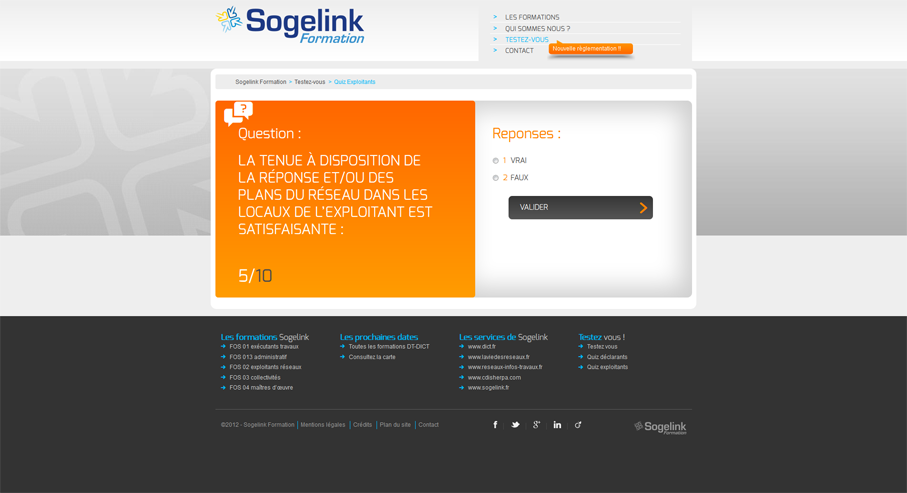 Sogelink
Formation
> LES FORMATIONS
> QUI SOMMES NOUS ?
> TESTEZ-VOUS
Nouvelle réglementation !!
> CONTACT
Sogelink Formation > Testez-vous > Quiz Exploitants
?
Question :
LA TENUE À DISPOSITION DE
LA RÉPONSE ET/OU DES
PLANS DU RÉSEAU DANS LES
LOCAUX DE L'EXPLOITANT EST
SATISFAISANTE :
5/10
Reponses :
1 VRAI
2 FAUX
VALIDER
Les formations Sogelink
FOS 01 exécutants travaux
FOS 013 administratif
FOS 02 exploitants réseaux
FOS 03 collectivités
FOS 04 maîtres d'œuvre
Les prochaines dates
Toutes les formations DT-DICT
Consultez la carte
Les services de Sogelink
www.dict.fr
www.laviedesreseaux.fr
www.reseaux-infos-travaux.fr
www.cdisherpa.com
www.sogelink.fr
Testez vous !
Testez vous
Quiz déclarants
Quiz exploitants
©2012 - Sogelink Formation | Mentions légales | Crédits | Plan du site | Contact
Sogelink
Formation